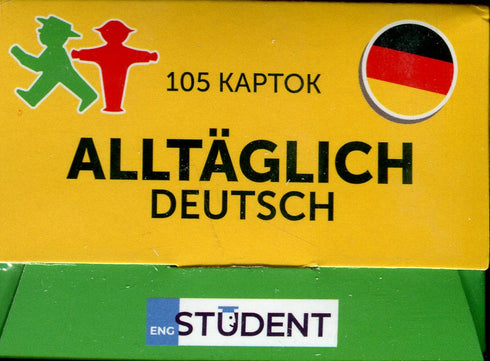 105 КАРТОК
ALLTÄGLICH
DEUTSCH
ENG STUDENT